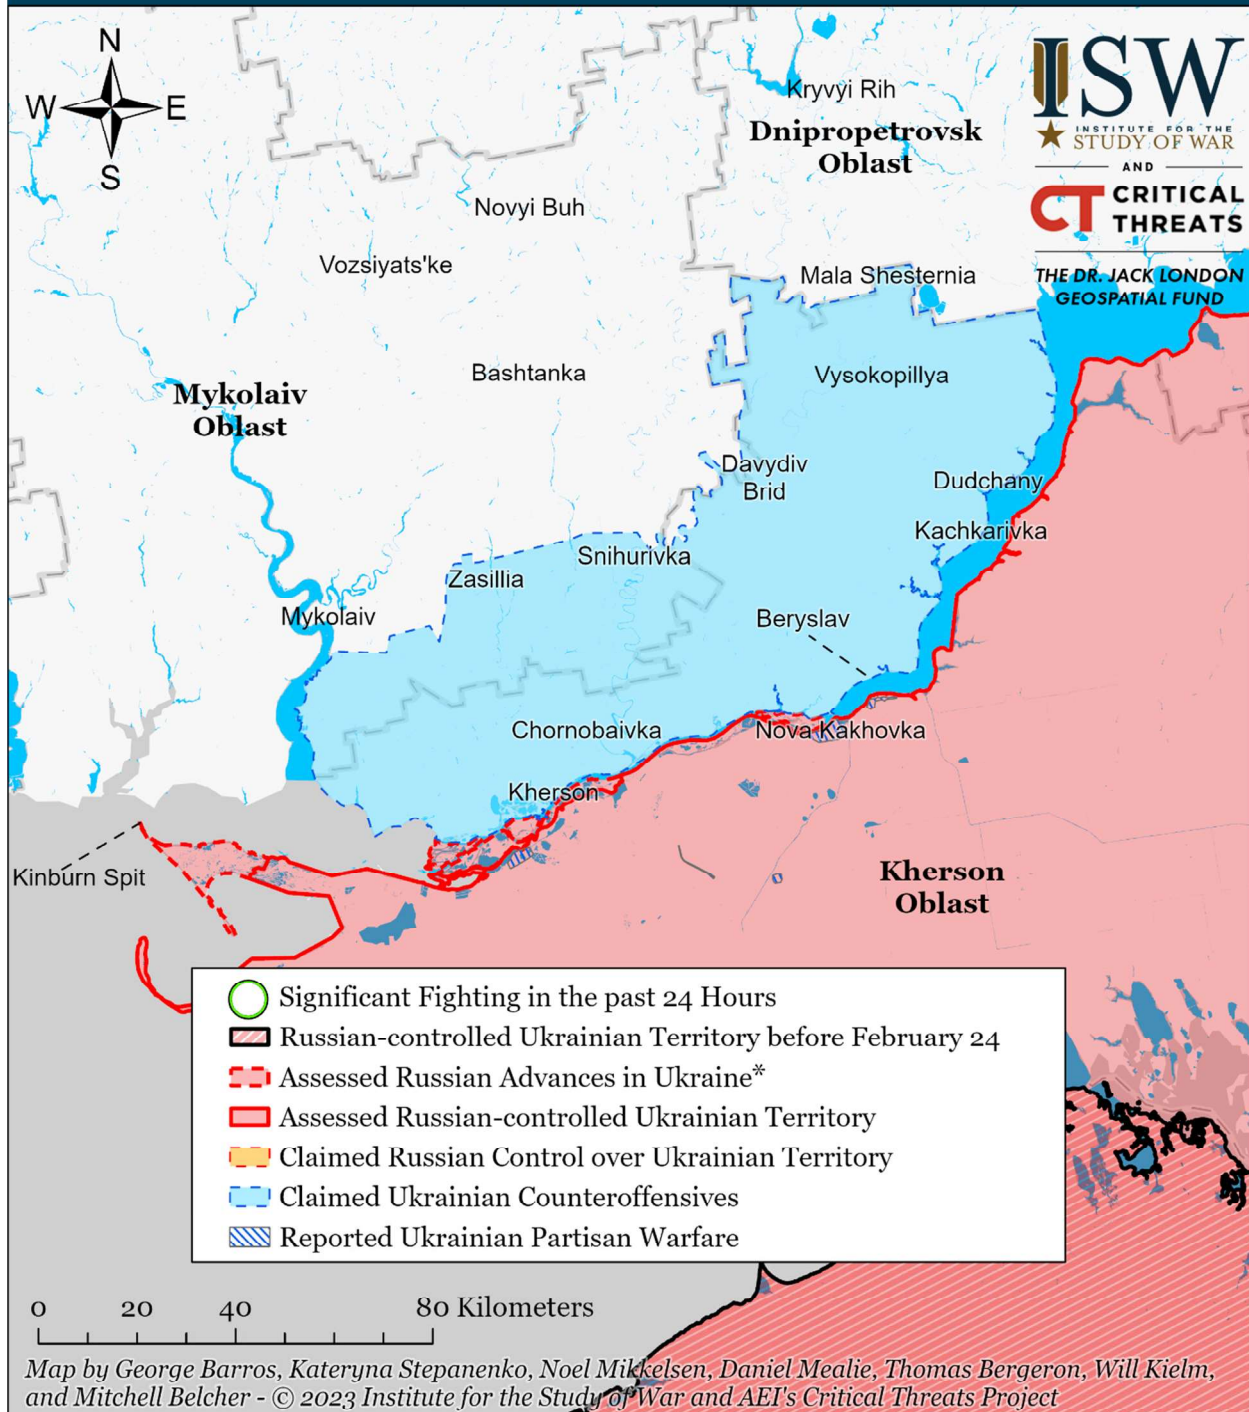 N
W E
S
Kryvyi Rih
Dnipropetrovsk
Oblast
ISW
INSTITUTE FOR THE
STUDY OF WAR
AND
CT CRITICAL
THREATS
THE DR. JACK LONDON
GEOSPATIAL FUND
Novyi Buh
Vozsiyats'ke
Mala Shesternia
Bashtanka
Vysokopillya
Mykolaiv
Oblast
Davydiv
Brid
Dudchany
Kachkarivka
Snihurivka
Zasillia
Mykolaiv
Beryslav
Chornobaivka
Nova Kakhovka
Kherson
Kinburn Spit
Kherson
Oblast
Significant Fighting in the past 24 Hours
Russian-controlled Ukrainian Territory before February 24
Assessed Russian Advances in Ukraine*
Assessed Russian-controlled Ukrainian Territory
Claimed Russian Control over Ukrainian Territory
Claimed Ukrainian Counteroffensives
Reported Ukrainian Partisan Warfare
0 20 40 80 Kilometers
Map by George Barros, Kateryna Stepanenko, Noel Mikkelsen, Daniel Mealie, Thomas Bergeron, Will Kielm,
and Mitchell Belcher - © 2023 Institute for the Study of War and AEI's Critical Threats Project